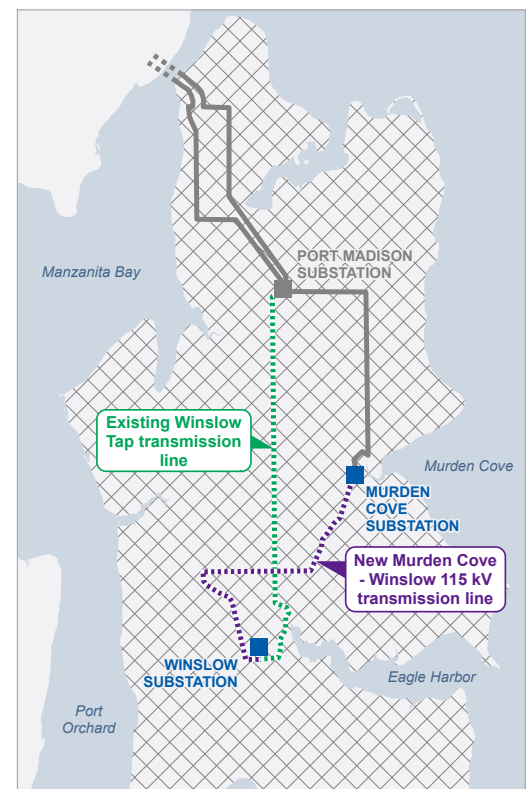 PORT MADISON
SUBSTATION
Manzanita Bay
Existing Winslow
Tap transmission
line
Murden Cove
MURDEN
COVE
SUBSTATION
New Murden Cove
- Winslow 115 kV
transmission line
WINSLOW
SUBSTATION
Eagle Harbor
Port
Orchard